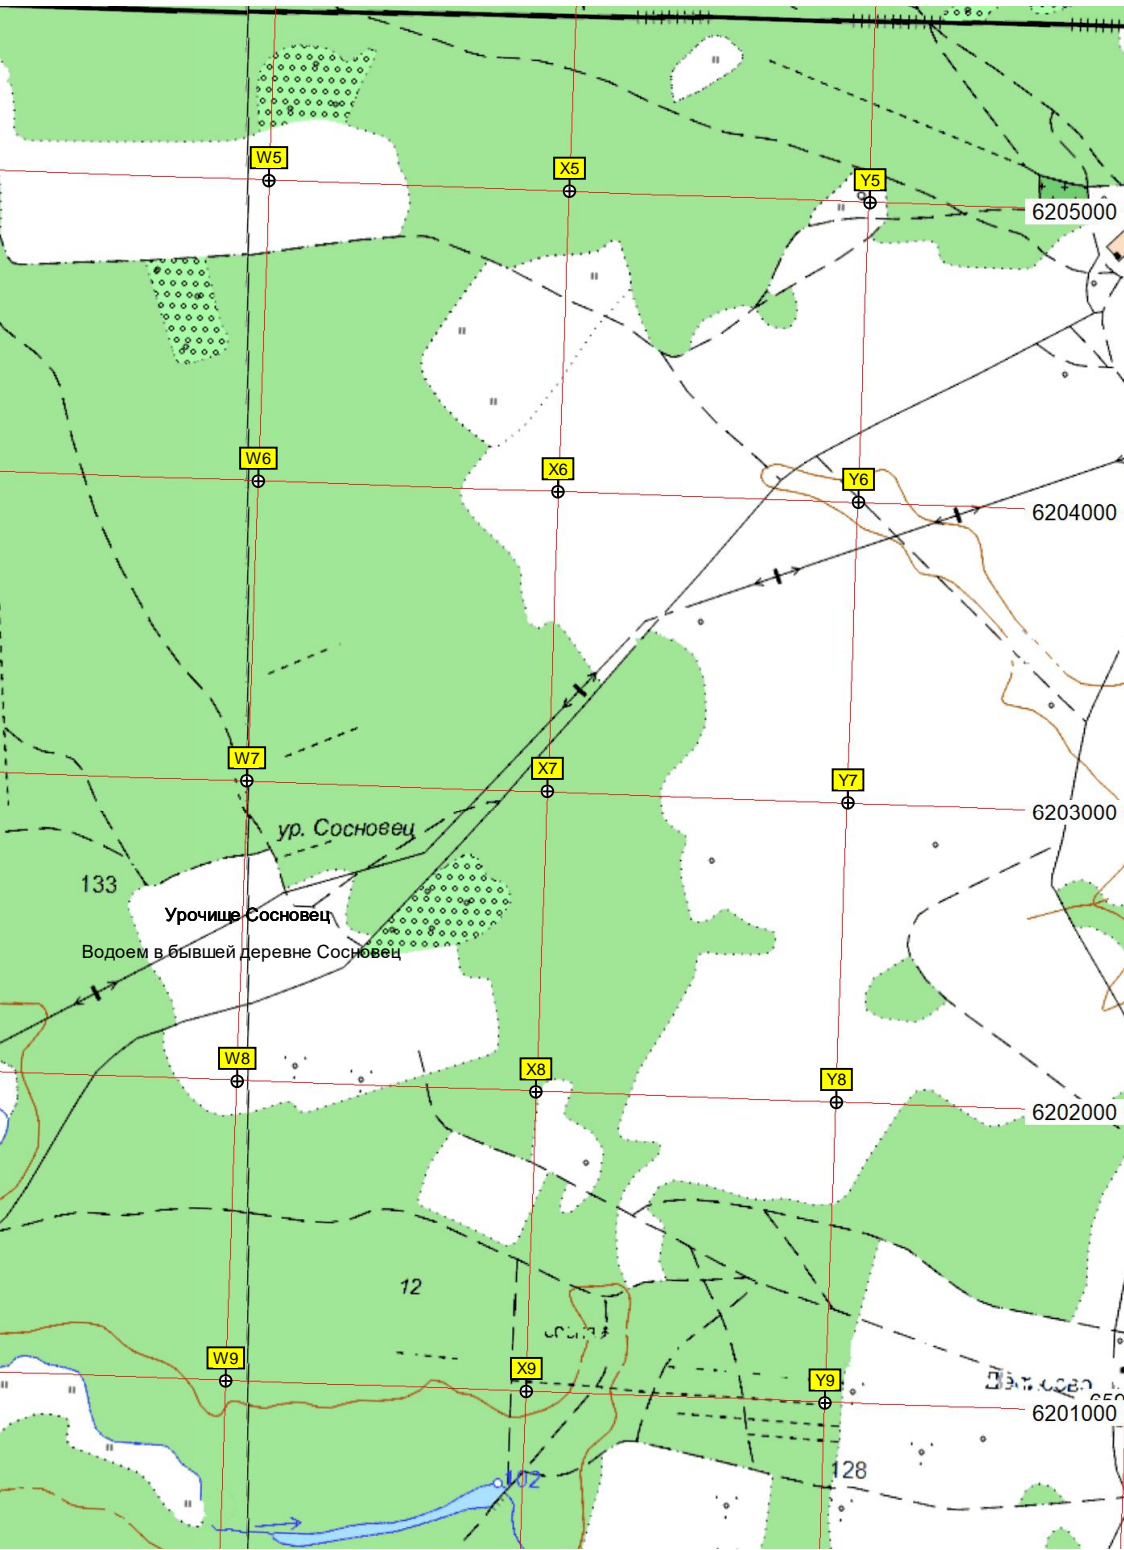 W5
X5
Y5
6205000
W6
X6
Y6
6204000
W7
X7
Y7
6203000
ур. Сосновец
133
Урочище Сосновец
Водоем в бывшей деревне Сосновец
W8
X8
Y8
6202000
12
W9
X9
Y9
6201000
128
102